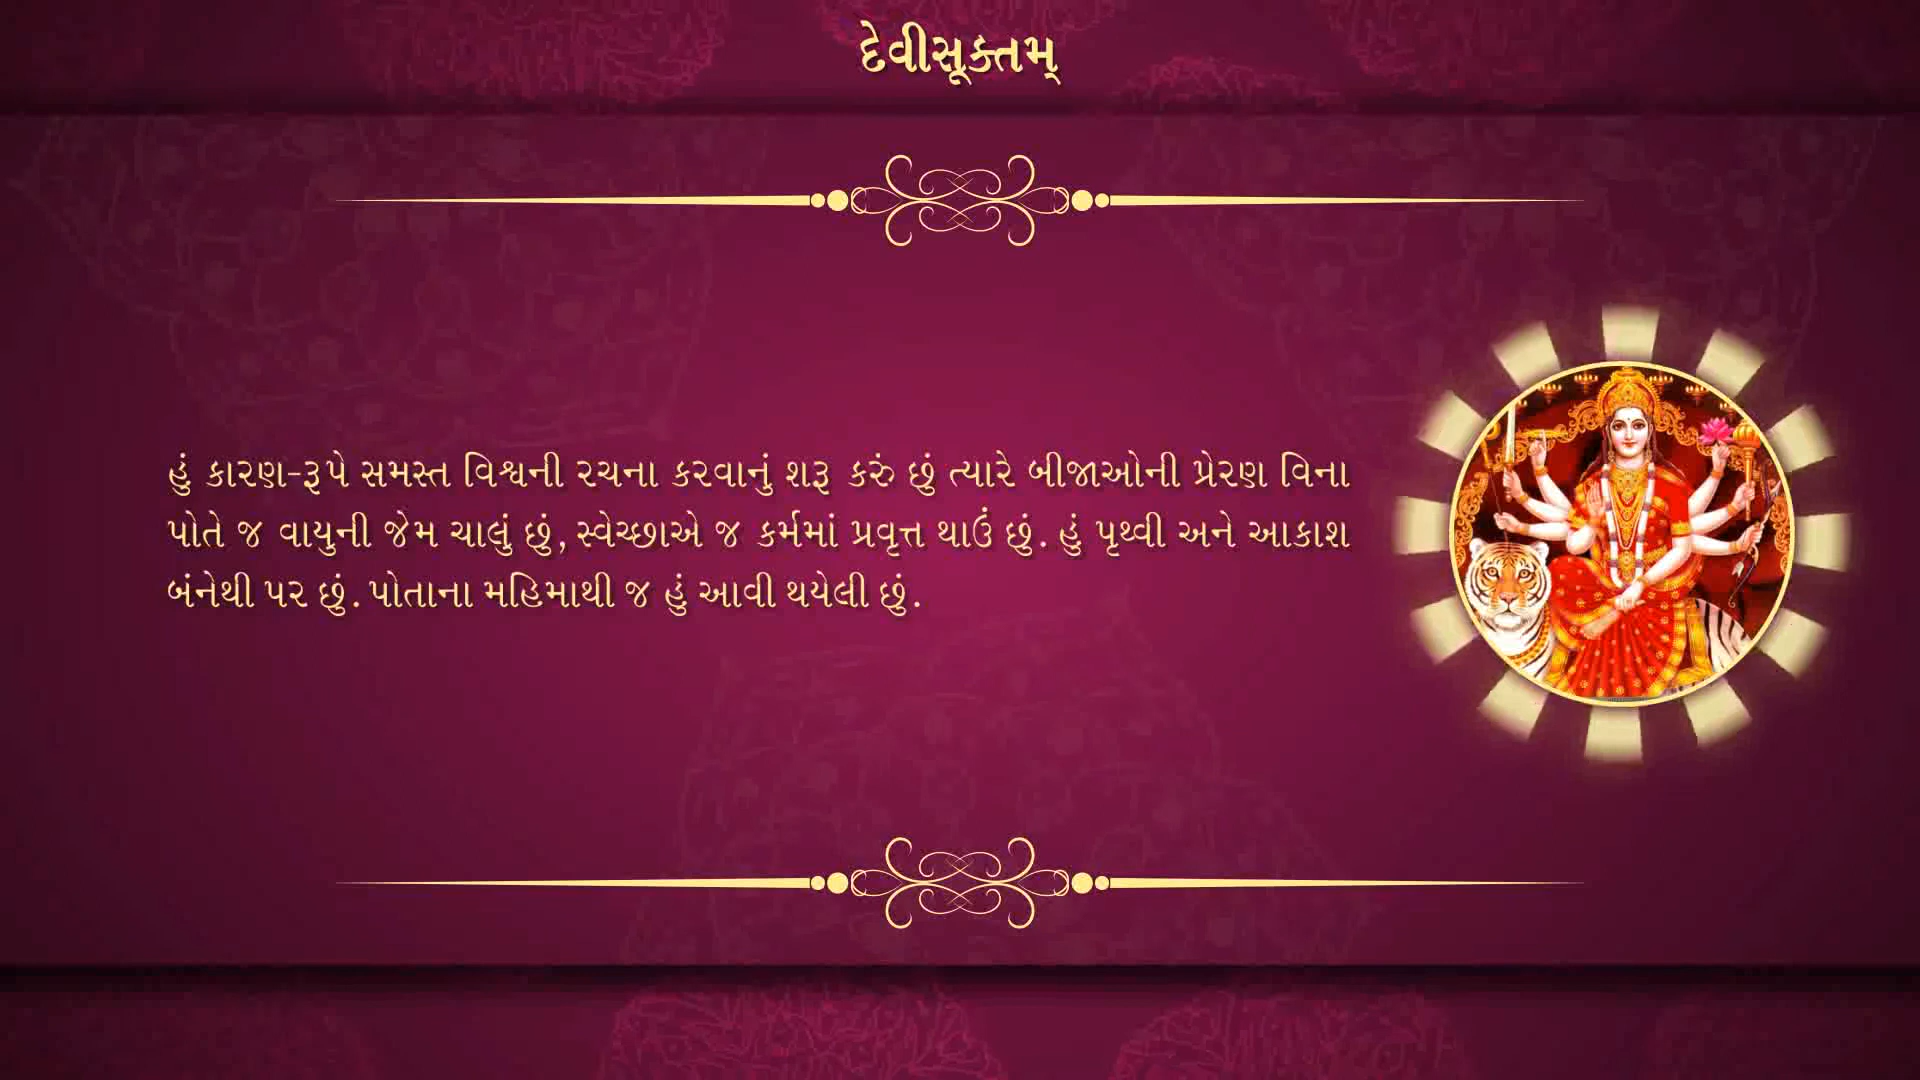 દેવીસૂક્તમ્
હું કારણ-રૂપે સમસ્ત વિશ્વની રચના કરવાનું શરૂ કરું છું ત્યારે બીજાઓની પ્રેરણ વિના
પોતે જ વાયુની જેમ ચાલું છું, સ્વેચ્છાએ જ કર્મમાં પ્રવૃત્ત થાઉં છું. હું પૃથ્વી અને આકાશ
બંનેથી પર છું. પોતાના મહિમાથી જ હું આવી થયેલી છું.